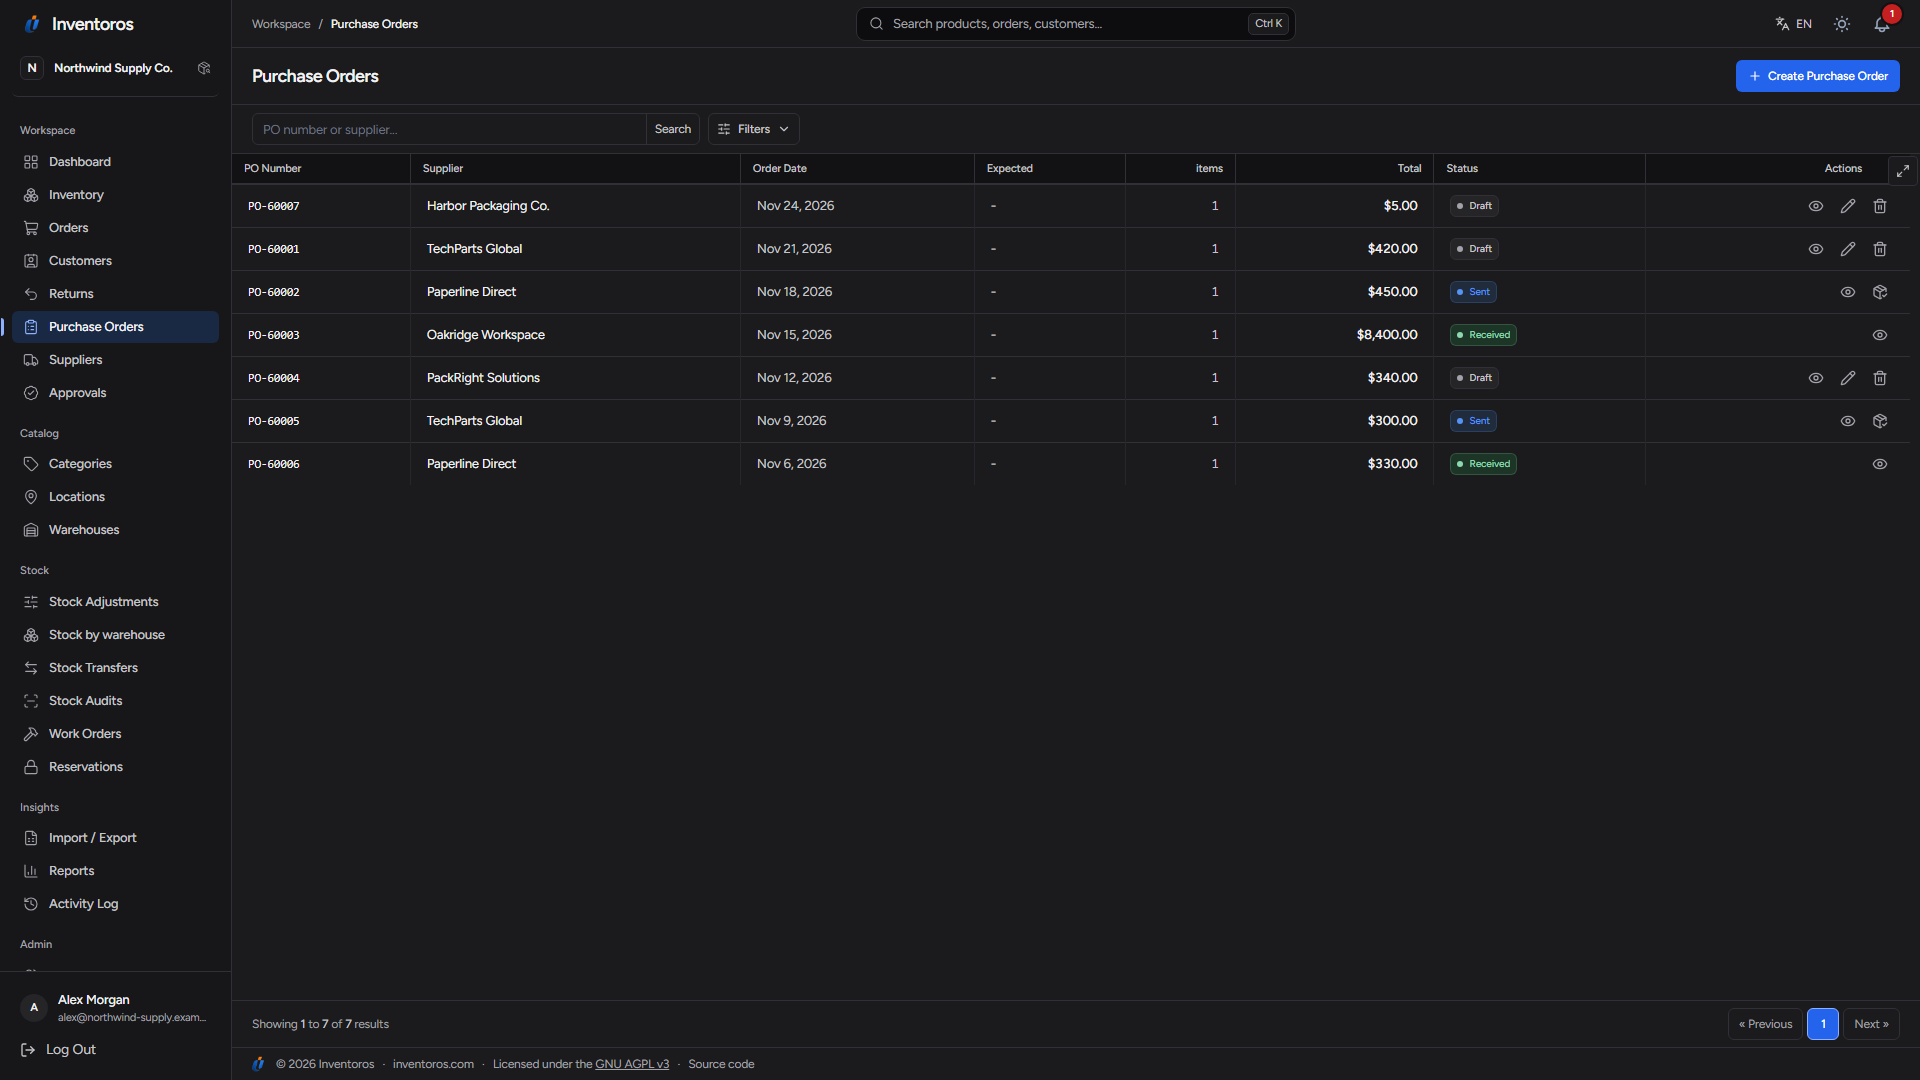 Inventoros
Workspace / Purchase Orders
Search products, orders, customers...
Ctrl K
EN
1
N
Northwind Supply Co.
Workspace
Dashboard
Inventory
Orders
Customers
Returns
Purchase Orders
Suppliers
Approvals
Catalog
Categories
Locations
Warehouses
Stock
Stock Adjustments
Stock by warehouse
Stock Transfers
Stock Audits
Work Orders
Reservations
Insights
Import / Export
Reports
Activity Log
Admin
A
Alex Morgan
alex@northwind-supply.exam...
Log Out
Purchase Orders
Create Purchase Order
PO number or supplier...
Search
Filters
PO Number Supplier Order Date Expected items Total Status Actions
PO-60007 Harbor Packaging Co. Nov 24, 2026 - 1 $5.00 Draft
PO-60001 TechParts Global Nov 21, 2026 - 1 $420.00 Draft
PO-60002 Paperline Direct Nov 18, 2026 - 1 $450.00 Sent
PO-60003 Oakridge Workspace Nov 15, 2026 - 1 $8,400.00 Received
PO-60004 PackRight Solutions Nov 12, 2026 - 1 $340.00 Draft
PO-60005 TechParts Global Nov 9, 2026 - 1 $300.00 Sent
PO-60006 Paperline Direct Nov 6, 2026 - 1 $330.00 Received
Showing 1 to 7 of 7 results
« Previous 1 Next »
© 2026 Inventoros · inventoros.com · Licensed under the GNU AGPL v3 · Source code